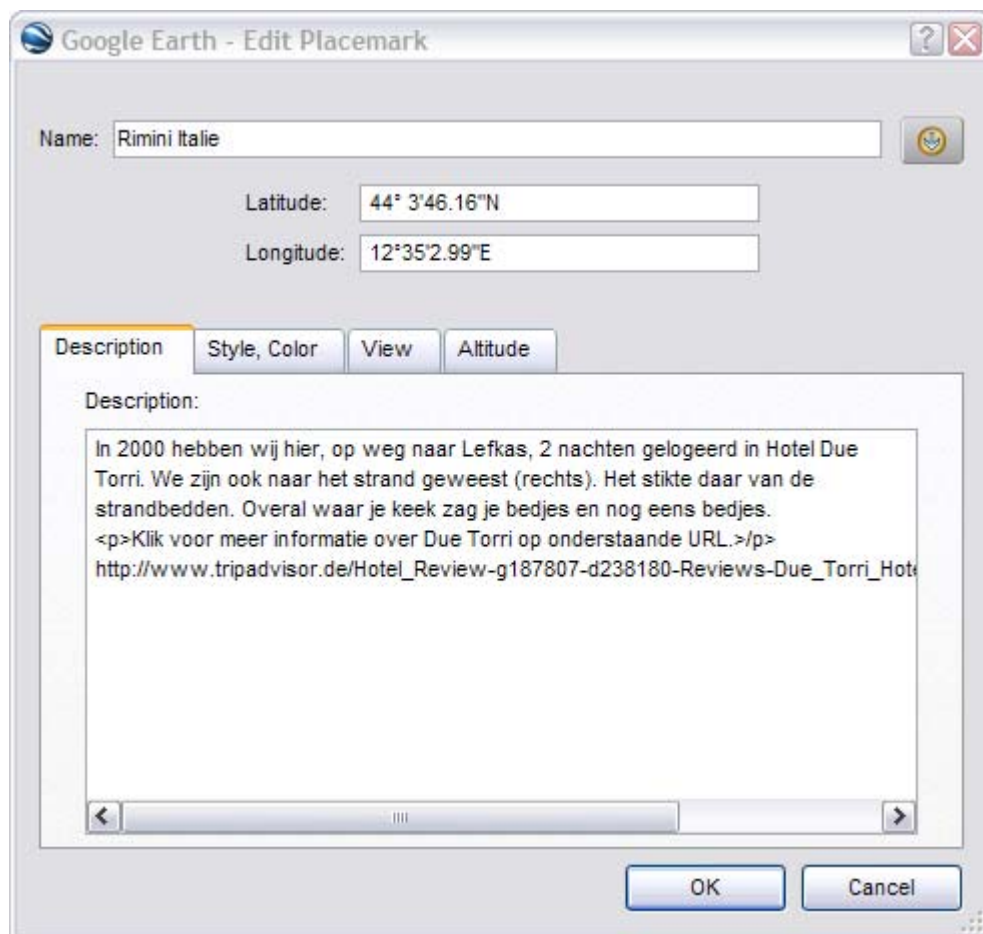 Google Earth - Edit Placemark
Name: Rimini Italie
Latitude: 44° 3'46.16"N
Longitude: 12°35'2.99"E
Description Style, Color View Altitude
Description:
In 2000 hebben wij hier, op weg naar Lefkas, 2 nachten gelogeerd in Hotel Due
Torri. We zijn ook naar het strand geweest (rechts). Het stikte daar van de
strandbedden. Overal waar je keek zag je bedjes en nog eens bedjes.
<p>Klik voor meer informatie over Due Torri op onderstaande URL.>/p>
http://www.tripadvisor.de/Hotel_Review-g187807-d238180-Reviews-Due_Torri_Hote
OK Cancel